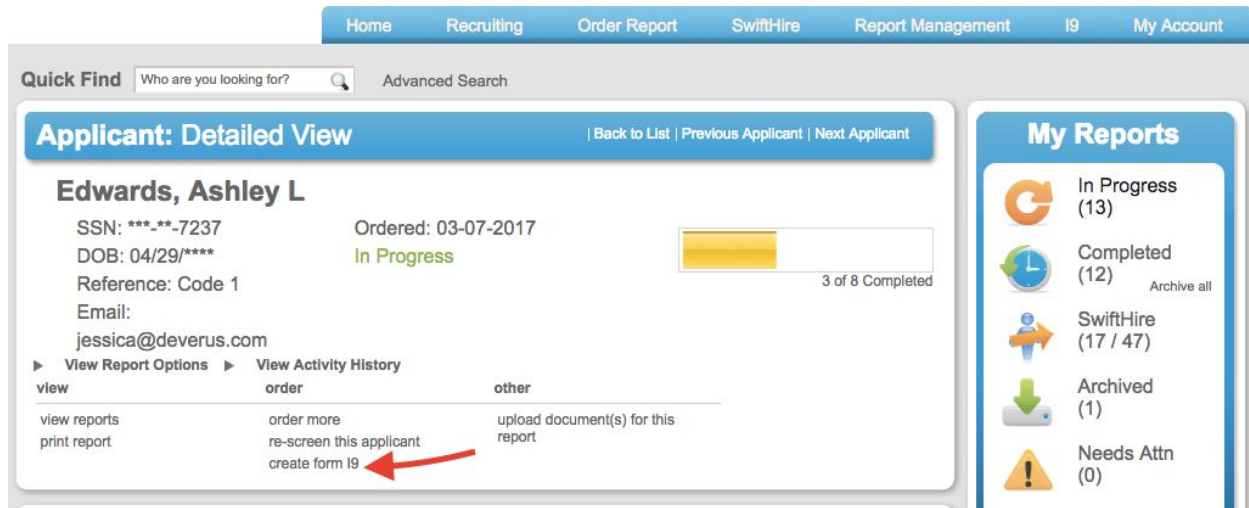 Home Recruiting Order Report SwiftHire Report Management I9 My Account
Quick Find Who are you looking for? Advanced Search
Applicant: Detailed View | Back to List | Previous Applicant | Next Applicant
Edwards, Ashley L
SSN: ***-**-7237 Ordered: 03-07-2017
DOB: 04/29/**** In Progress
Reference: Code 1 3 of 8 Completed
Email:
jessica@deverus.com
View Report Options View Activity History
view order other
view reports order more upload document(s) for this
print report re-screen this applicant report
create form I9
My Reports
In Progress
(13)
Completed
(12) Archive all
SwiftHire
(17 / 47)
Archived
(1)
Needs Attn
(0)